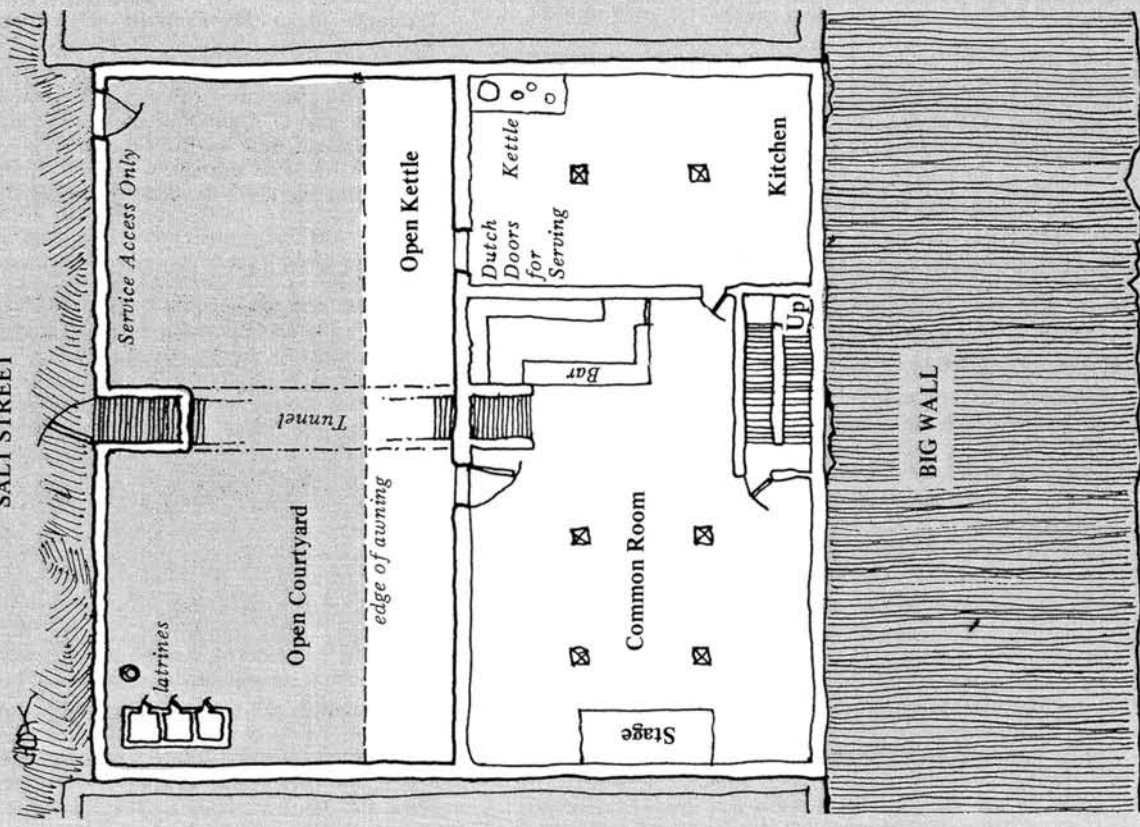 SALT STREET
Service Access Only
Open Kettle
Kettle
Dutch
Doors
for
Serving
Kitchen
Tunnel
Bar
Up
BIG WALL
latrines
Open Courtyard
edge of awning
Common Room
Stage